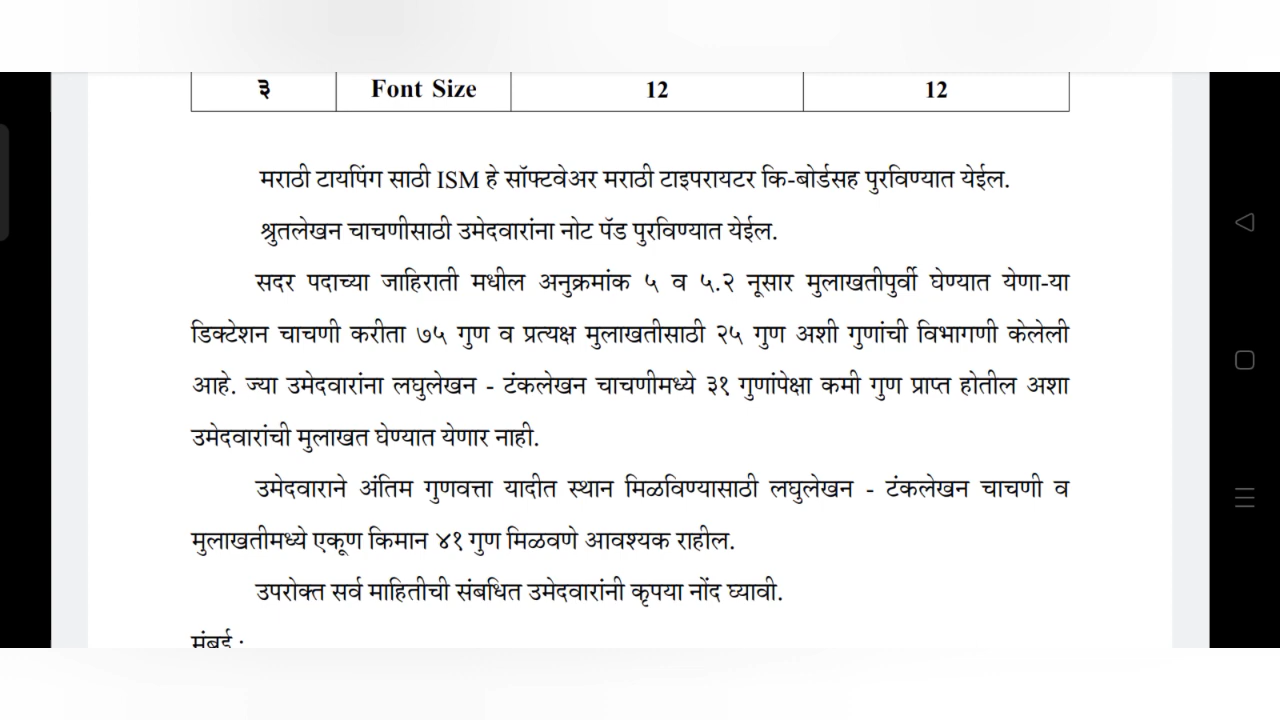 ३ Font Size 12 12
मराठी टायपिंग साठी ISM हे सॉफ्टवेअर मराठी टाइपरायटर कि-बोर्डसह पुरविण्यात येईल.
श्रुतलेखन चाचणीसाठी उमेदवारांना नोट पॅड पुरविण्यात येईल.
सदर पदाच्या जाहिराती मधील अनुक्रमांक ५ व ५.२ नूसार मुलाखतीपुर्वी घेण्यात येणा-या
डिक्टेशन चाचणी करीता ७५ गुण व प्रत्यक्ष मुलाखतीसाठी २५ गुण अशी गुणांची विभागणी केलेली
आहे. ज्या उमेदवारांना लघुलेखन - टंकलेखन चाचणीमध्ये ३१ गुणांपेक्षा कमी गुण प्राप्त होतील अशा
उमेदवारांची मुलाखत घेण्यात येणार नाही.
उमेदवाराने अंतिम गुणवत्ता यादीत स्थान मिळविण्यासाठी लघुलेखन - टंकलेखन चाचणी व
मुलाखतीमध्ये एकूण किमान ४१ गुण मिळवणे आवश्यक राहील.
उपरोक्त सर्व माहितीची संबधित उमेदवारांनी कृपया नोंद घ्यावी.
मुंबई :